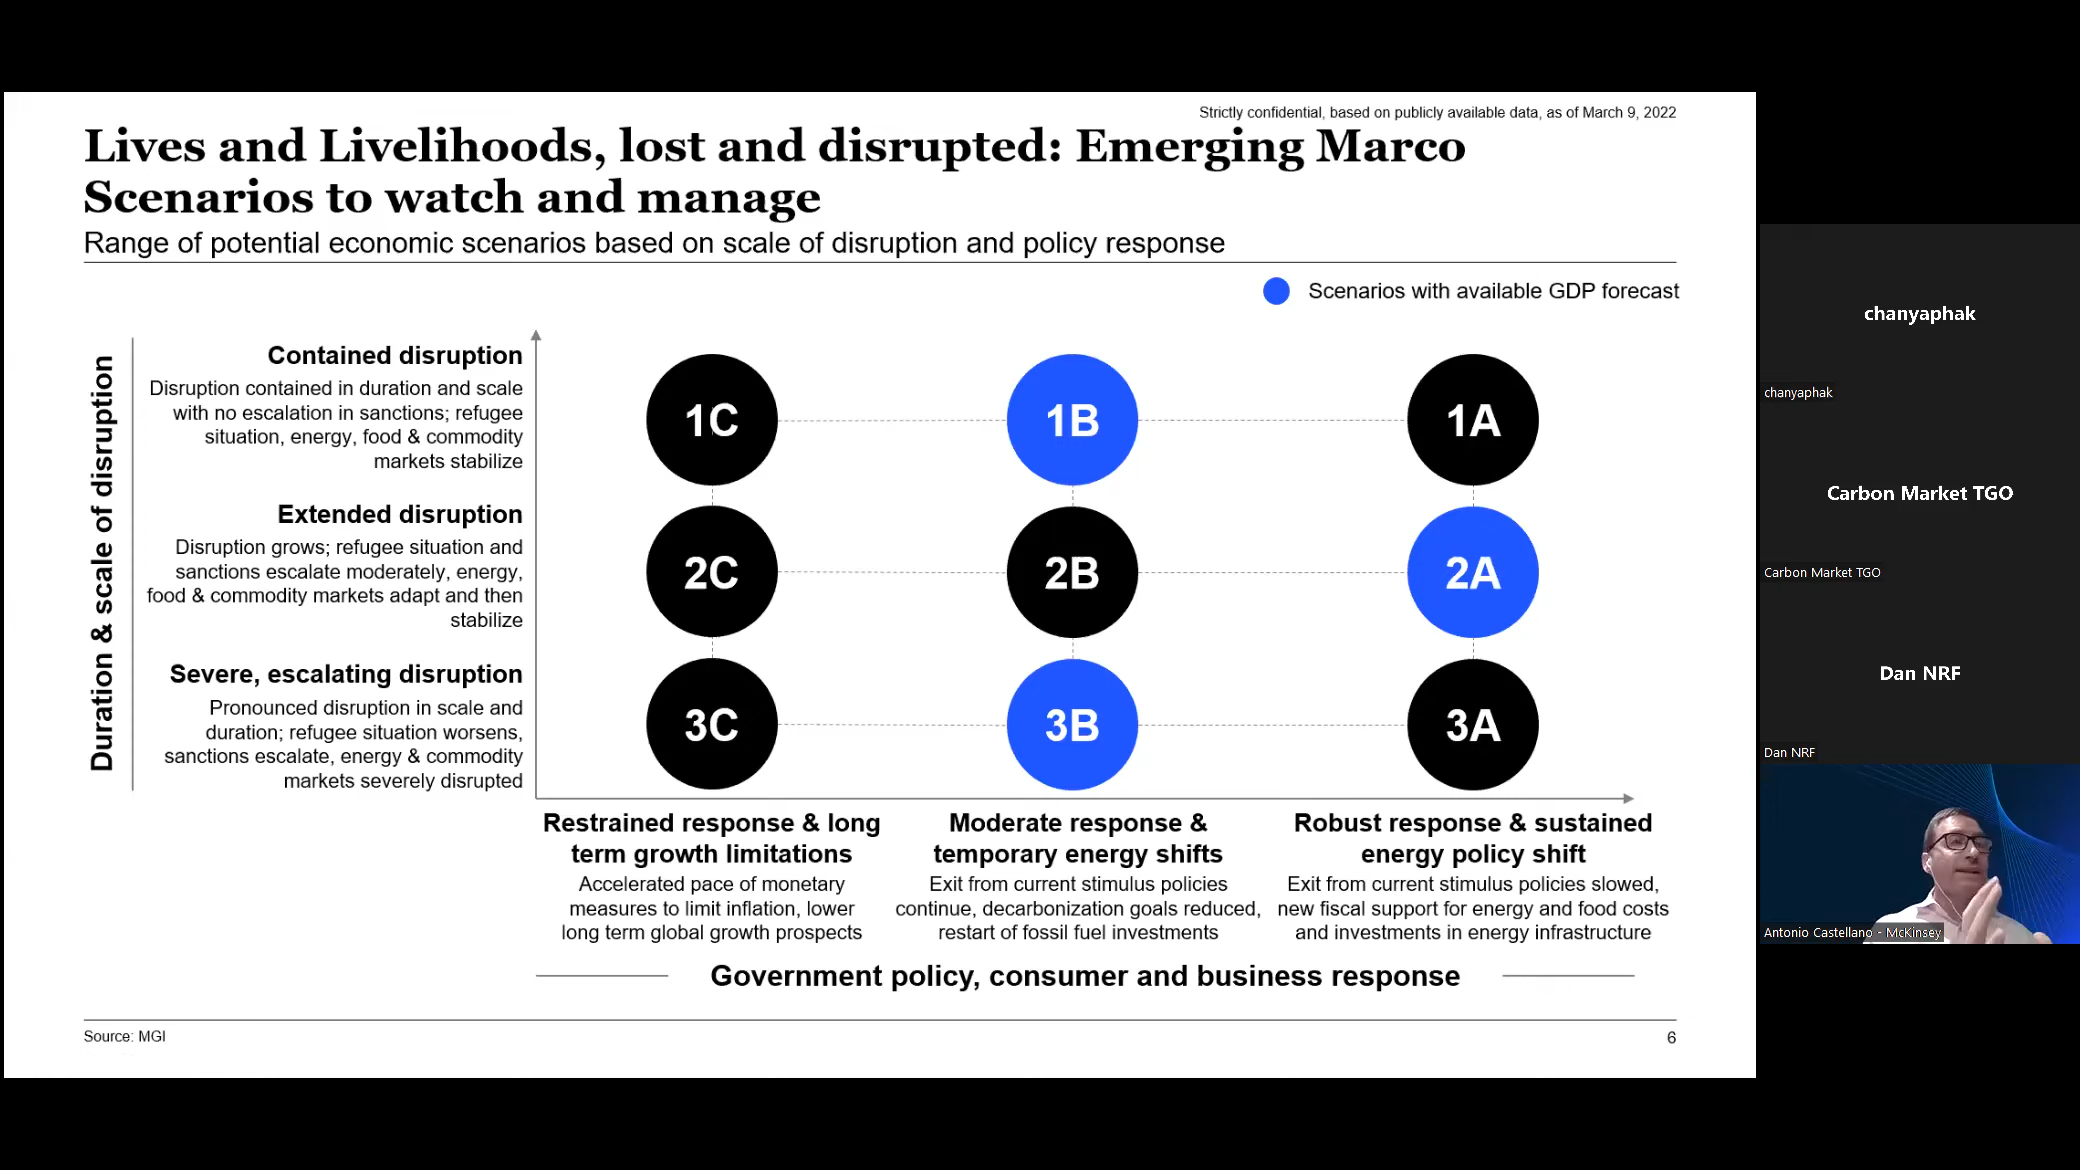 Strictly confidential, based on publicly available data, as of March 9, 2022
Lives and Livelihoods, lost and disrupted: Emerging Marco
Scenarios to watch and manage
Range of potential economic scenarios based on scale of disruption and policy response
Scenarios with available GDP forecast
Duration & scale of disruption
Contained disruption
Disruption contained in duration and scale
with no escalation in sanctions; refugee
situation, energy, food & commodity
markets stabilize
1C
1B
1A
Extended disruption
Disruption grows; refugee situation and
sanctions escalate moderately, energy,
food & commodity markets adapt and then
stabilize
2C
2B
2A
Severe, escalating disruption
Pronounced disruption in scale and
duration; refugee situation worsens,
sanctions escalate, energy & commodity
markets severely disrupted
3C
3B
3A
Restrained response & long
term growth limitations
Accelerated pace of monetary
measures to limit inflation, lower
long term global growth prospects
Moderate response &
temporary energy shifts
Exit from current stimulus policies
continue, decarbonization goals reduced,
restart of fossil fuel investments
Robust response & sustained
energy policy shift
Exit from current stimulus policies slowed,
new fiscal support for energy and food costs
and investments in energy infrastructure
Government policy, consumer and business response
Source: MGI
6
chanyaphak
chanyaphak
Carbon Market TGO
Carbon Market TGO
Dan NRF
Dan NRF
Antonio Castellano - McKinsey